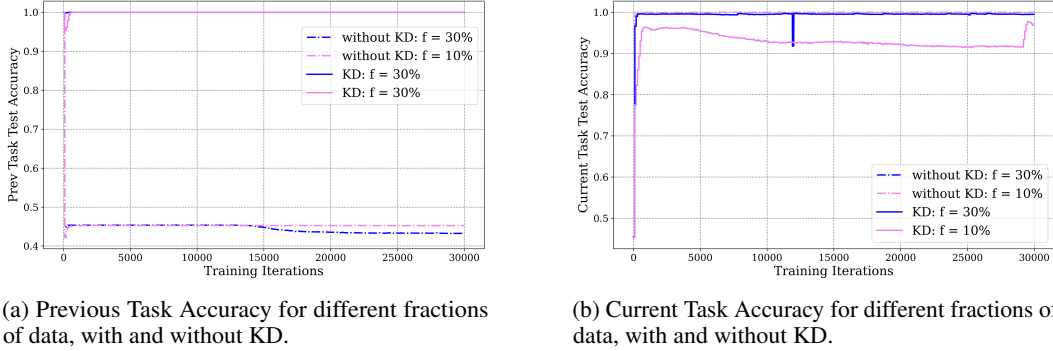 1.0
0.9
0.8
0.7
0.6
0.5
0.4
Prev Task Test Accuracy
without KD: f = 30%
without KD: f = 10%
KD: f = 30%
KD: f = 30%
0 5000 10000 15000 20000 25000 30000
Training Iterations
(a) Previous Task Accuracy for different fractions
of data, with and without KD.
1.0
0.9
0.8
0.7
0.6
0.5
Current Task Test Accuracy
without KD: f = 30%
without KD: f = 10%
KD: f = 30%
KD: f = 10%
0 5000 10000 15000 20000 25000 30000
Training Iterations
(b) Current Task Accuracy for different fractions of
data, with and without KD.